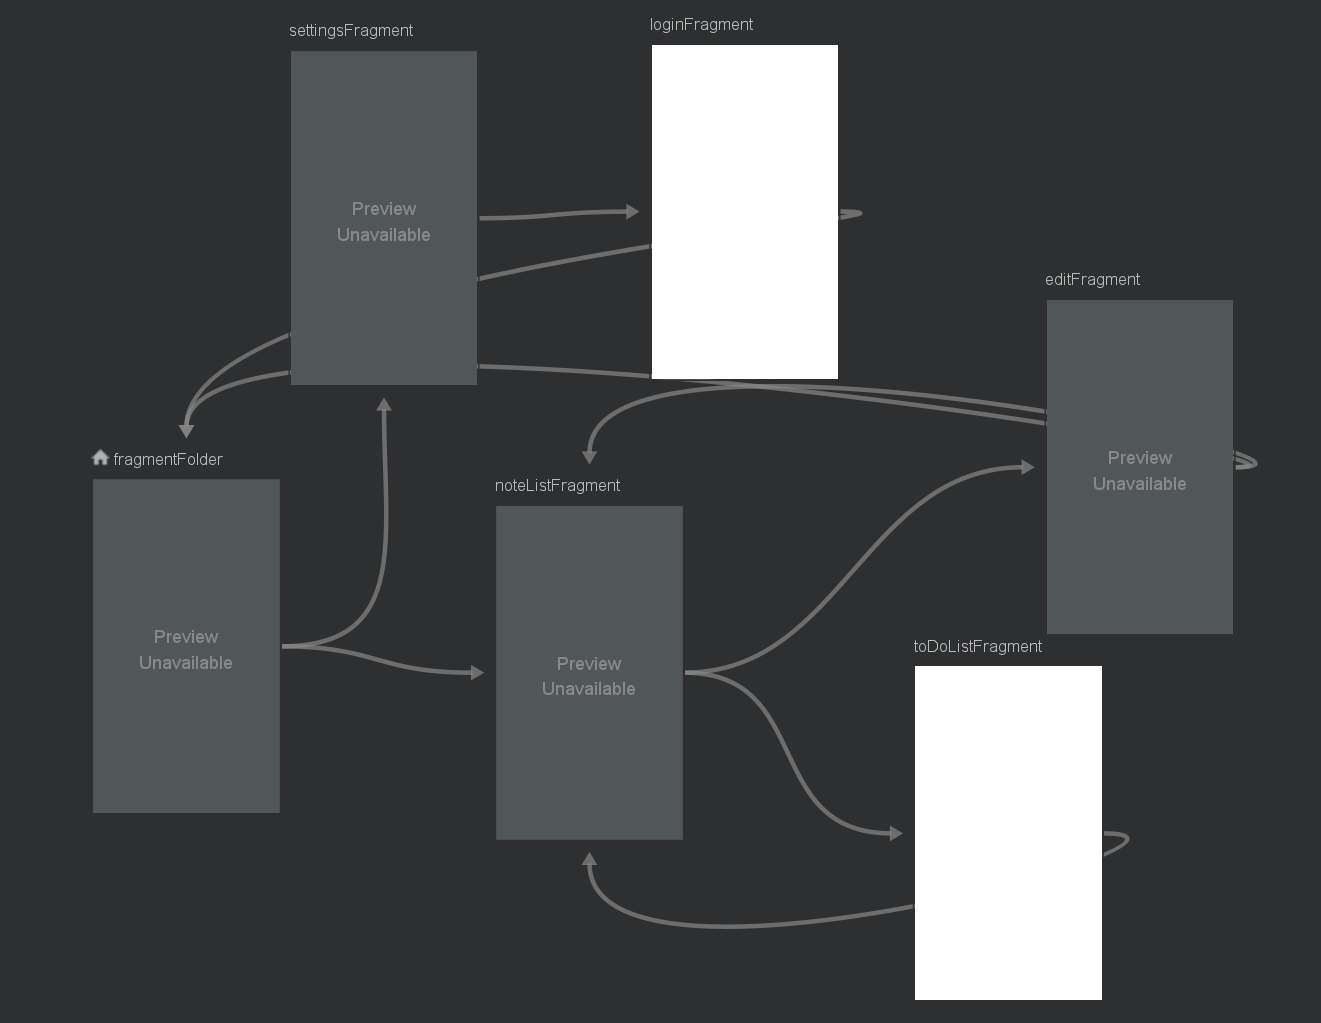 settingsFragment
Preview
Unavailable
loginFragment
editFragment
Preview
Unavailable
fragmentFolder
Preview
Unavailable
noteListFragment
Preview
Unavailable
toDoListFragment